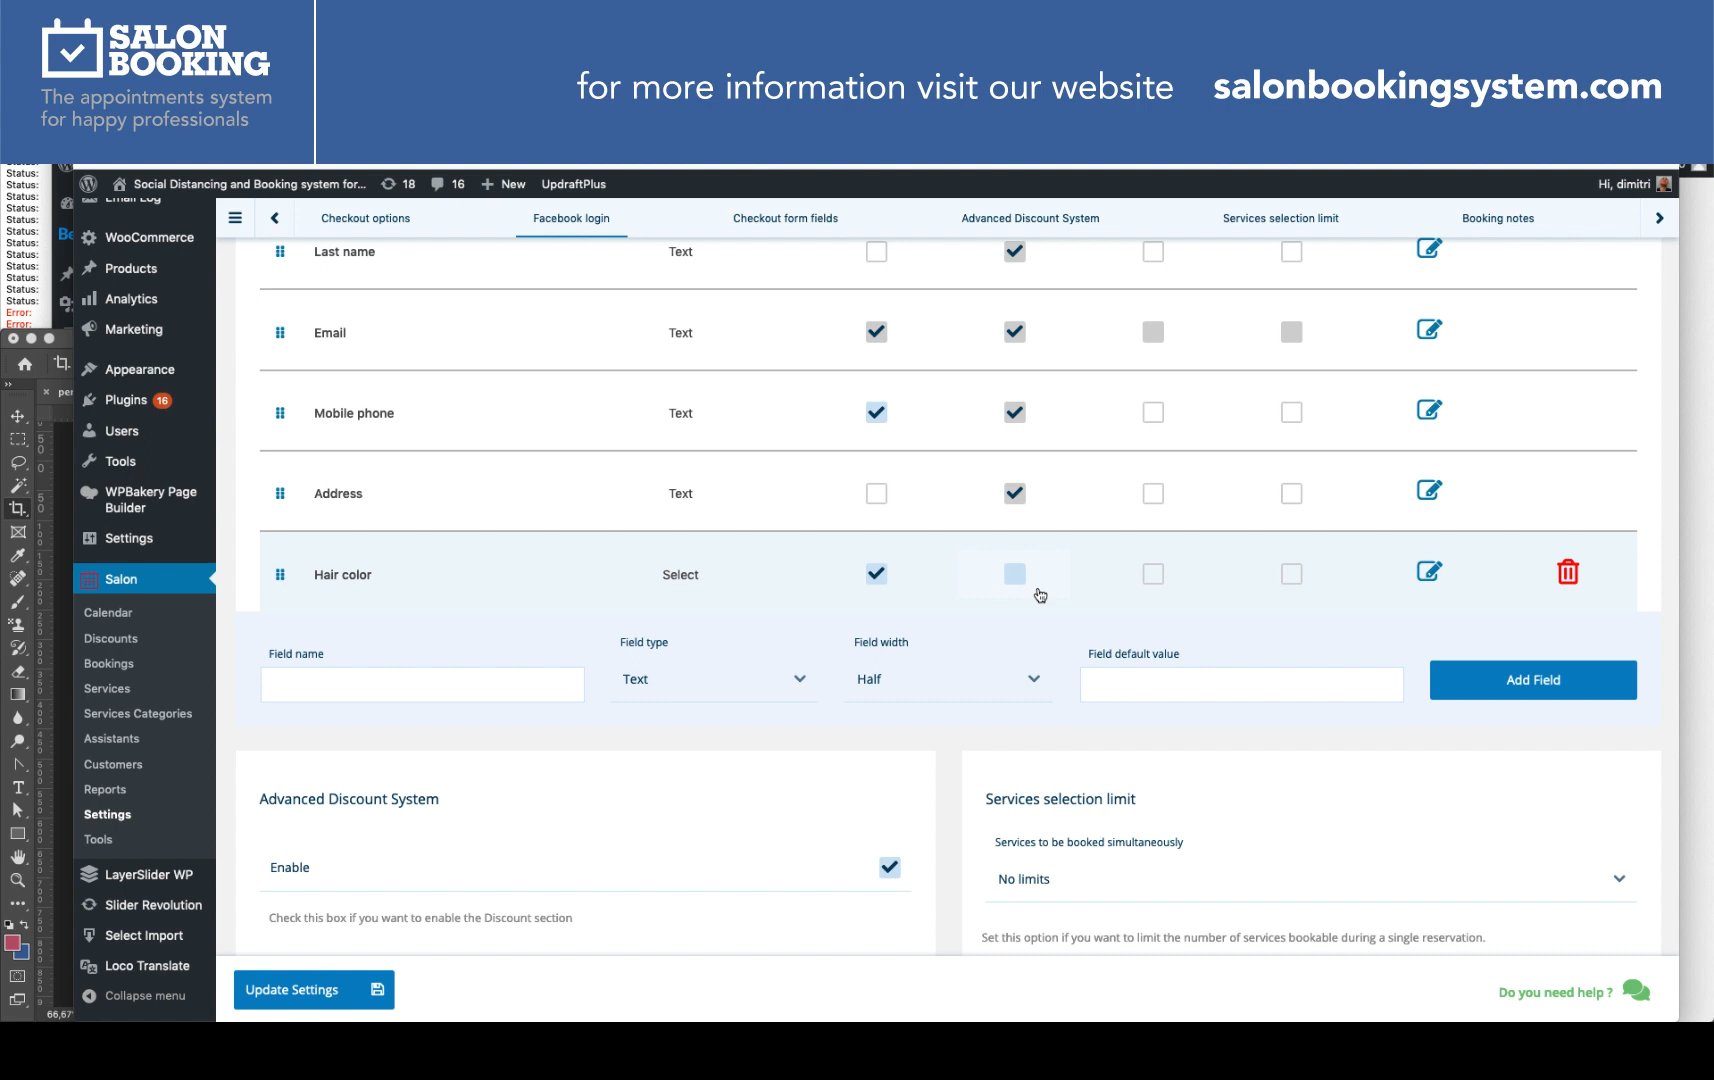 SALON
BOOKING
The appointments system
for happy professionals
for more information visit our website salonbookingsystem.com
Status:
Status:
Status:
Status:
Status:
Status:
Status:
Status:
Status:
Status:
Status:
Status:
Error:
Error:
Be
per
66,67
Social Distancing and Booking system for... 18 16 New UpdraftPlus
Hi, dimitri
Email Log
WooCommerce
Products
Analytics
Marketing
Appearance
Plugins 16
Users
Tools
WPBakery Page
Builder
Settings
Salon
Calendar
Discounts
Bookings
Services
Services Categories
Assistants
Customers
Reports
Settings
Tools
LayerSlider WP
Slider Revolution
Select Import
Loco Translate
Collapse menu
Checkout options Facebook login Checkout form fields Advanced Discount System Services selection limit Booking notes
Last name Text
Email Text
Mobile phone Text
Address Text
Hair color Select
Field name
Field type
Text
Field width
Half
Field default value
Add Field
Advanced Discount System
Enable
Check this box if you want to enable the Discount section
Services selection limit
Services to be booked simultaneously
No limits
Set this option if you want to limit the number of services bookable during a single reservation.
Update Settings
Do you need help ?